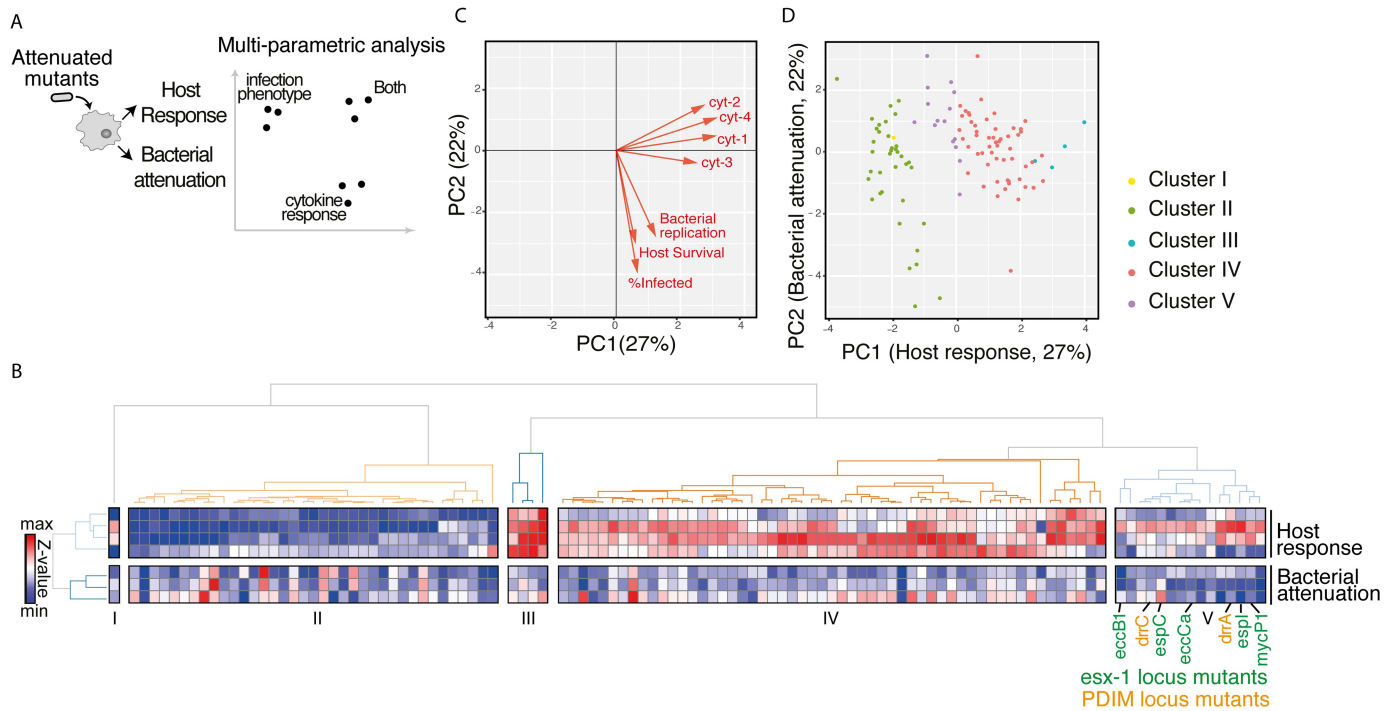 A
Attenuated
mutants
Host
Response
Bacterial
attenuation
Multi-parametric analysis
infection
phenotype
Both
cytokine
response
C
PC2 (22%)
2
0
-2
-4
cyt-2
cyt-4
cyt-1
cyt-3
Bacterial
replication
Host Survival
%Infected
-4
-2
0
2
4
PC1(27%)
D
PC2 (Bacterial attenuation, 22%)
2
0
-2
-4
-4
-2
0
2
4
PC1 (Host response, 27%)
Cluster I
Cluster II
Cluster III
Cluster IV
Cluster V
B
max
Z-value
min
Host
response
Bacterial
attenuation
I
II
III
IV
V
eccB1
drrC
espC
eccCa
drrA
espI
mycP1
esx-1 locus mutants
PDIM locus mutants